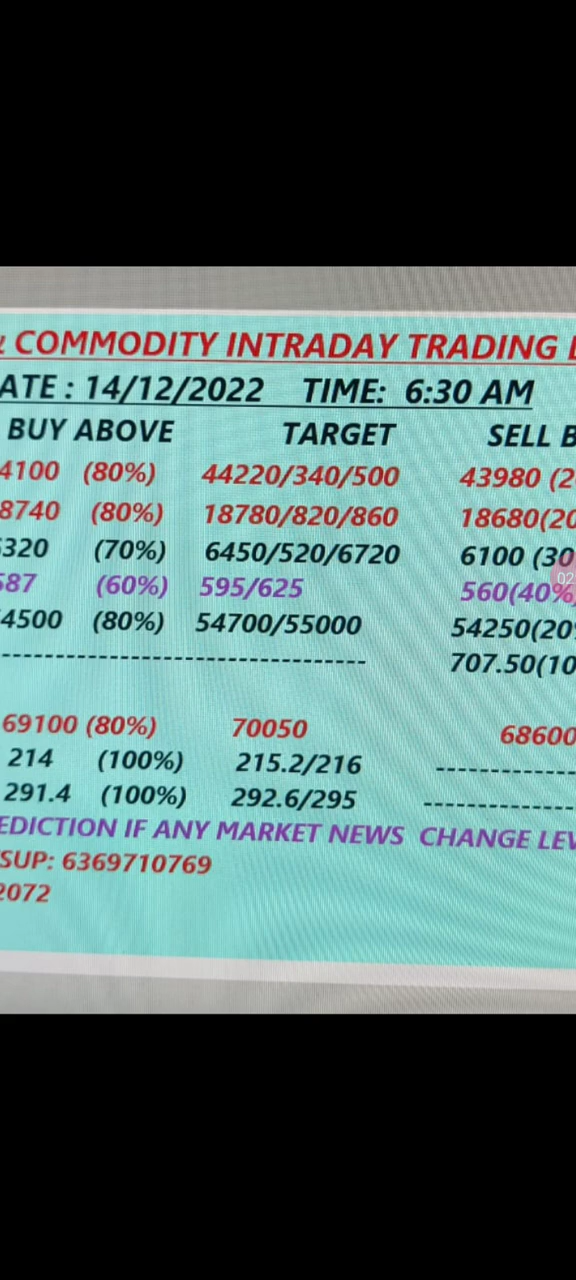 COMMODITY INTRADAY TRADING
ATE : 14/12/2022 TIME: 6:30 AM
BUY ABOVE TARGET SELL B
4100 (80%) 44220/340/500 43980 (2
8740 (80%) 18780/820/860 18680(20
320 (70%) 6450/520/6720 6100 (30
587 (60%) 595/625 560(40%
4500 (80%) 54700/55000 54250(20
------------------------------------ 707.50(10
69100 (80%) 70050 68600
214 (100%) 215.2/216 --------------
291.4 (100%) 292.6/295 ---------------
EDICTION IF ANY MARKET NEWS CHANGE LEV
SUP: 6369710769
2072
02